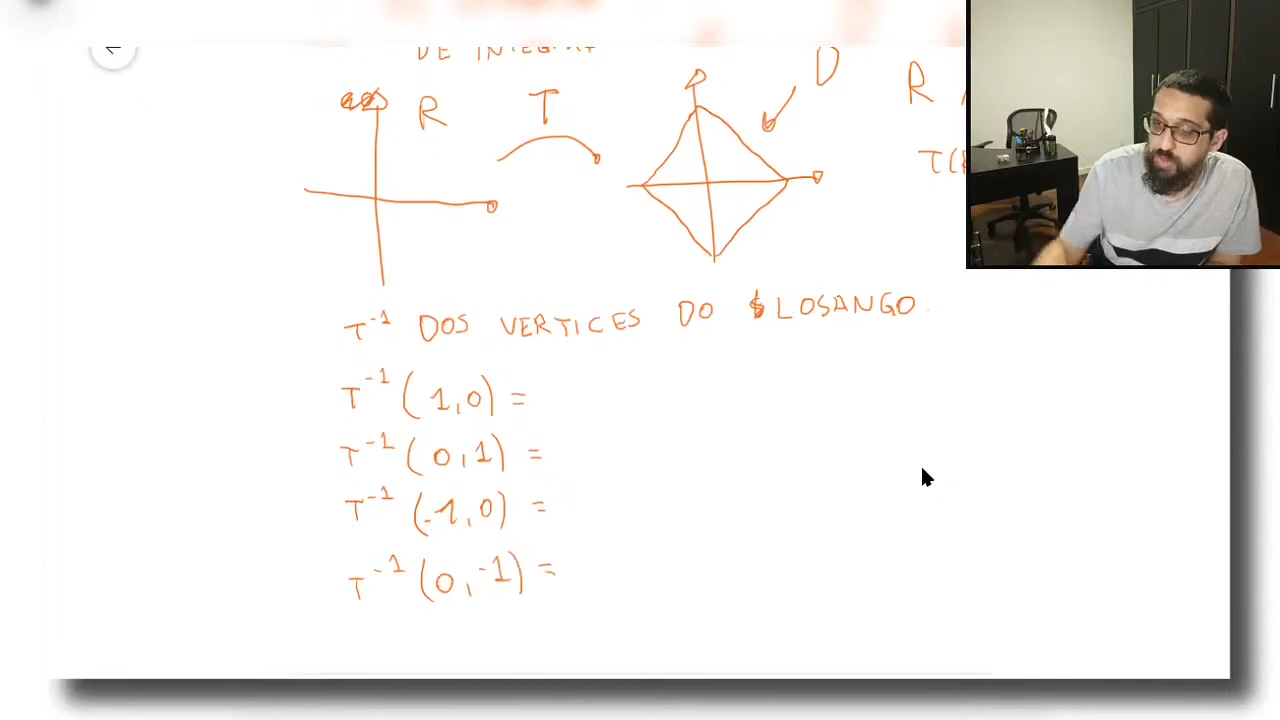 R T D R
T(
T⁻¹ DOS VERTICES DO LOSANGO.
T⁻¹(1,0) =
T⁻¹(0,1) =
T⁻¹(-1,0) =
T⁻¹(0,-1) =